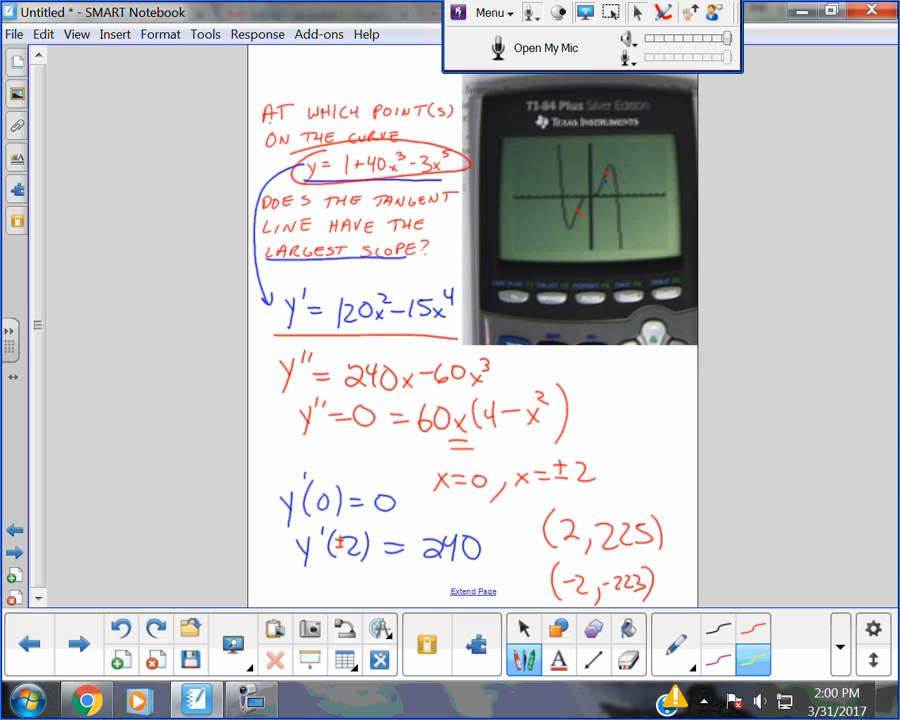 Untitled * - SMART Notebook
Menu
File Edit View Insert Format Tools Response Add-ons Help
Open My Mic
AT WHICH POINT(S)
ON THE CURVE
y = 1+40x³-3x⁵
DOES THE TANGENT
LINE HAVE THE
LARGEST SLOPE?
TI-84 Plus Silver Edition
TEXAS INSTRUMENTS
y' = 120x²-15x⁴
y'' = 240x-60x³
y''=0 = 60x(4-x²)
x=0, x=±2
y'(0)=0
y'(±2) = 240
(2,225)
(-2,-223)
Extend Page
2:00 PM
3/31/2017